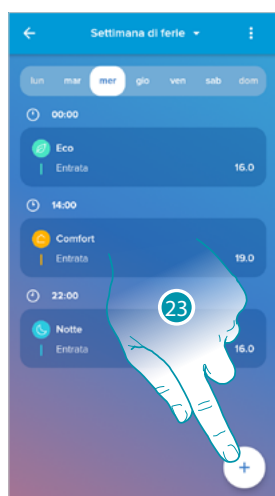 Settimana di ferie
lun mar mer gio ven sab dom
00:00
Eco
Entrata 16.0
14:00
Comfort
Entrata 19.0
22:00
Notte
Entrata 16.0
23
+